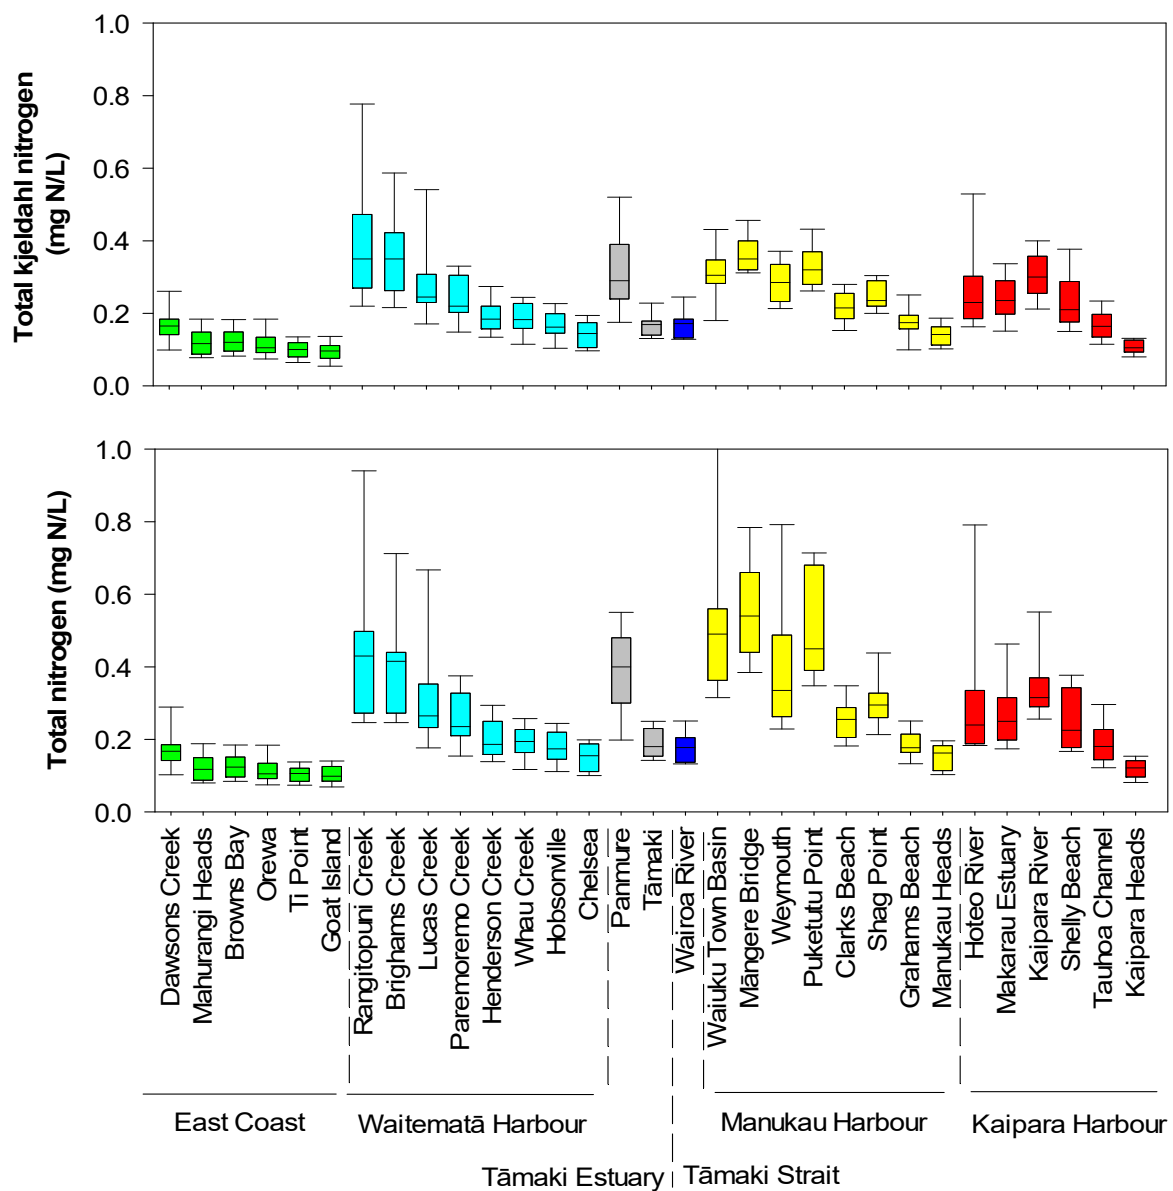 Total kjeldahl nitrogen
(mg N/L)
1.0
0.8
0.6
0.4
0.2
0.0
Total nitrogen (mg N/L)
1.0
0.8
0.6
0.4
0.2
0.0
Dawsons Creek
Mahurangi Heads
Browns Bay
Orewa
Ti Point
Goat Island
Rangitopuni Creek
Brighams Creek
Lucas Creek
Paremoremo Creek
Henderson Creek
Whau Creek
Hobsonville
Chelsea
Panmure
Tāmaki
Wairoa River
Waiuku Town Basin
Māngere Bridge
Weymouth
Puketutu Point
Clarks Beach
Shag Point
Grahams Beach
Manukau Heads
Hoteo River
Makarau Estuary
Kaipara River
Shelly Beach
Tauhoa Channel
Kaipara Heads
East Coast
Waitematā Harbour
Manukau Harbour
Kaipara Harbour
Tāmaki Estuary
Tāmaki Strait